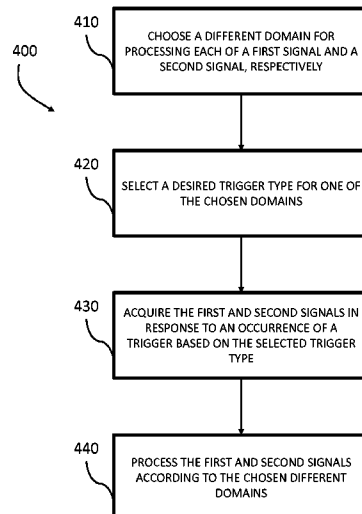 400
410
CHOOSE A DIFFERENT DOMAIN FOR
PROCESSING EACH OF A FIRST SIGNAL AND A
SECOND SIGNAL, RESPECTIVELY
420
SELECT A DESIRED TRIGGER TYPE FOR ONE OF
THE CHOSEN DOMAINS
430
ACQUIRE THE FIRST AND SECOND SIGNALS IN
RESPONSE TO AN OCCURRENCE OF A
TRIGGER BASED ON THE SELECTED TRIGGER
TYPE
440
PROCESS THE FIRST AND SECOND SIGNALS
ACCORDING TO THE CHOSEN DIFFERENT
DOMAINS